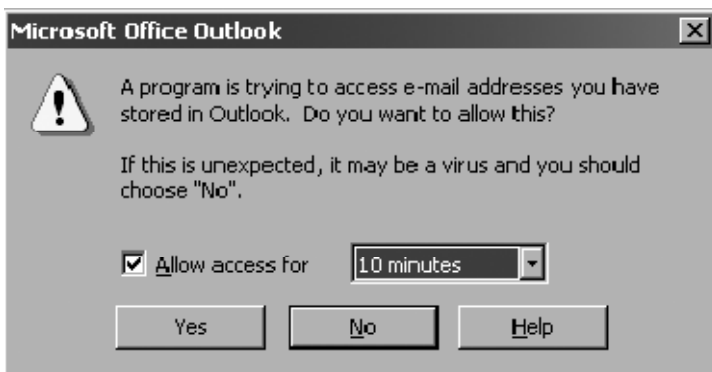 Microsoft Office Outlook
A program is trying to access e-mail addresses you have
stored in Outlook. Do you want to allow this?
If this is unexpected, it may be a virus and you should
choose "No".
Allow access for 10 minutes
Yes No Help